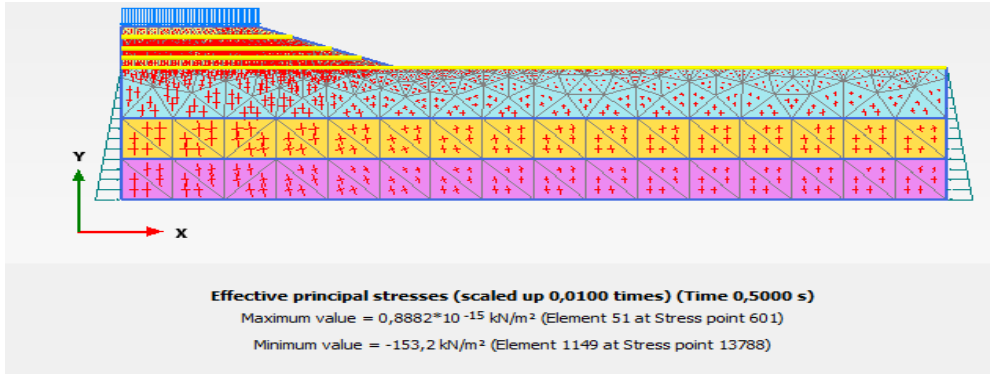 Y
X
Effective principal stresses (scaled up 0,0100 times) (Time 0,5000 s)
Maximum value = 0,8882*10 -15 kN/m² (Element 51 at Stress point 601)
Minimum value = -153,2 kN/m² (Element 1149 at Stress point 13788)